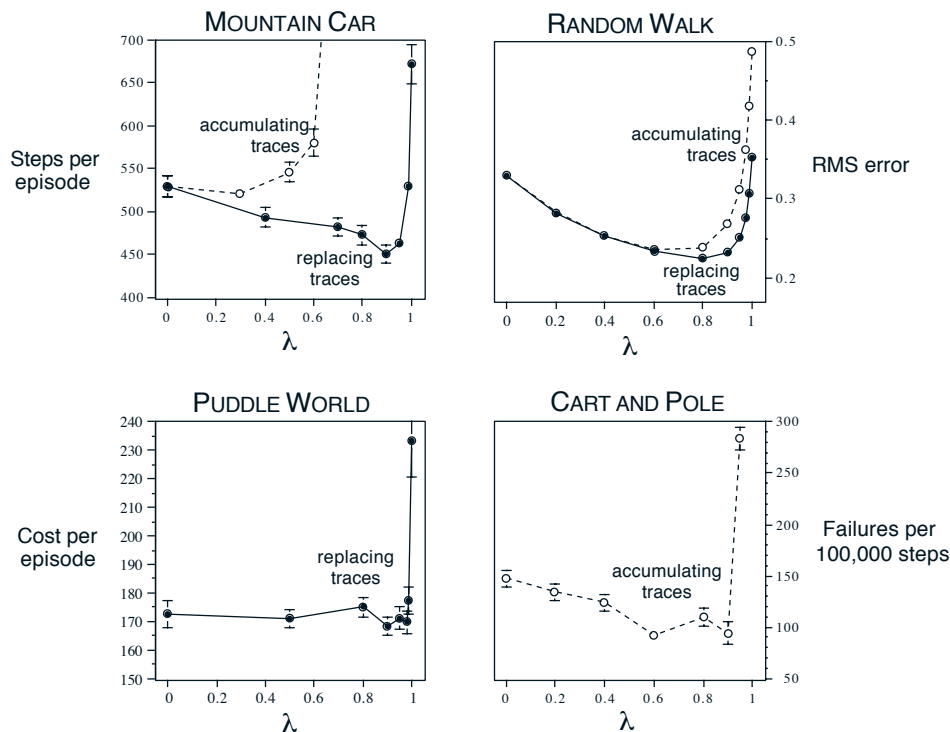 MOUNTAIN CAR
700
650
600
550
500
450
400
Steps per
episode
accumulating
traces
replacing
traces
0
0.2
0.4
0.6
0.8
1
λ
RANDOM WALK
0.5
0.4
0.3
0.2
RMS error
accumulating
traces
replacing
traces
0
0.2
0.4
0.6
0.8
1
λ
PUDDLE WORLD
240
230
220
210
200
190
180
170
160
150
Cost per
episode
replacing
traces
0
0.2
0.4
0.6
0.8
1
λ
CART AND POLE
300
250
200
150
100
50
Failures per
100,000 steps
accumulating
traces
0
0.2
0.4
0.6
0.8
1
λ